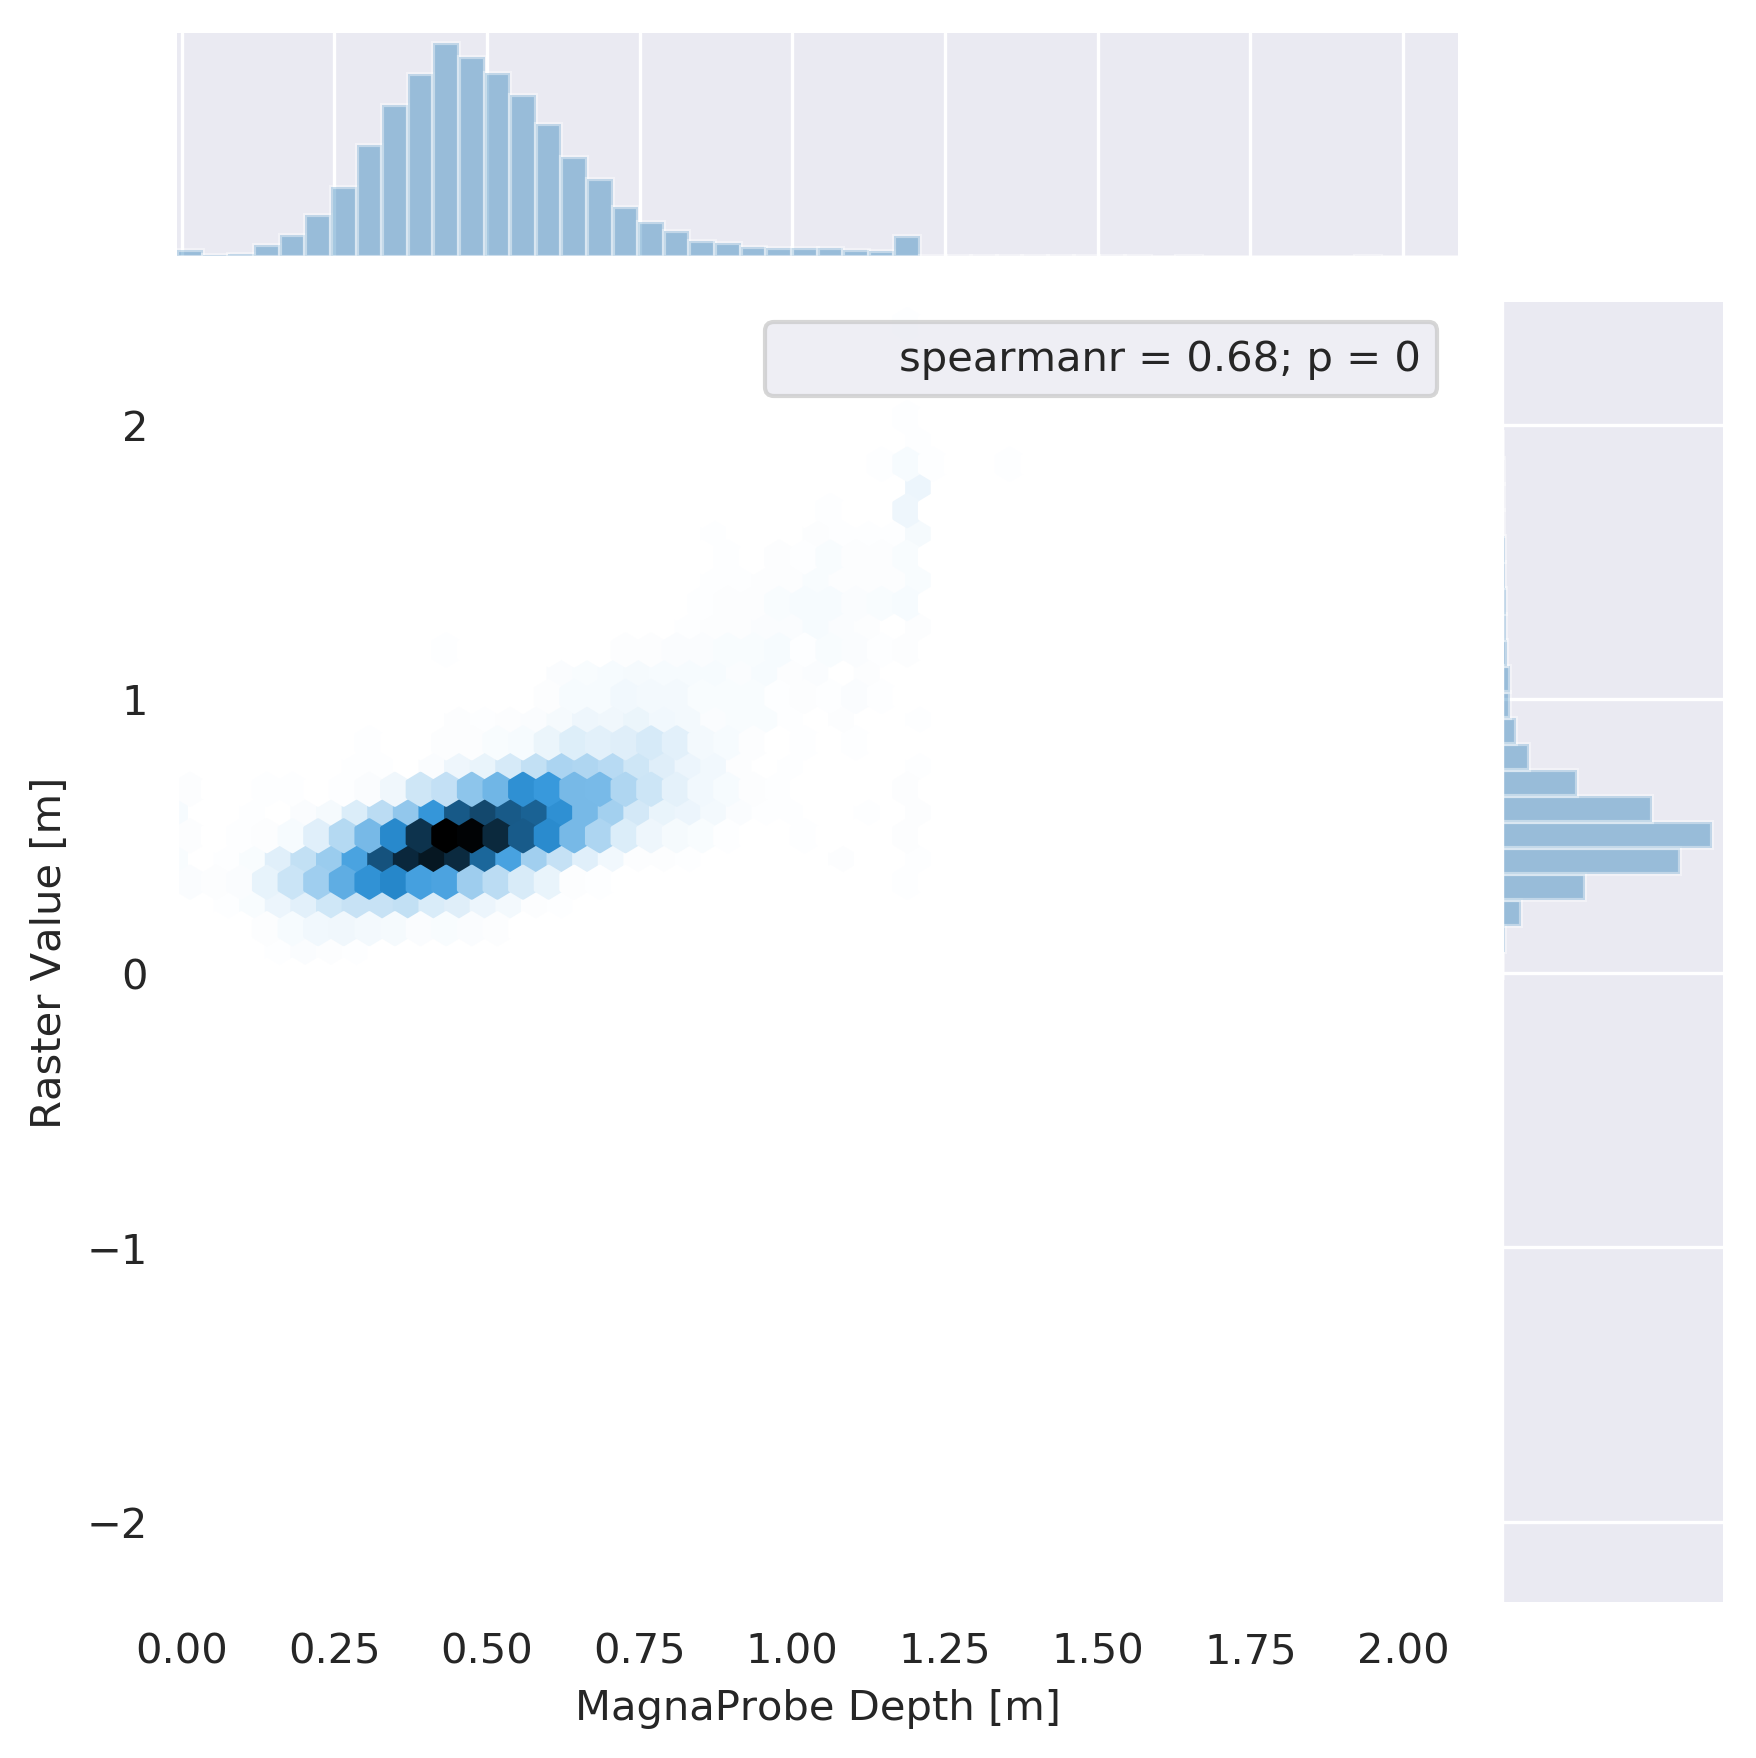 spearmanr = 0.68; p = 0
2
1
0
−1
−2
Raster Value [m]
0.00 0.25 0.50 0.75 1.00 1.25 1.50 1.75 2.00
MagnaProbe Depth [m]